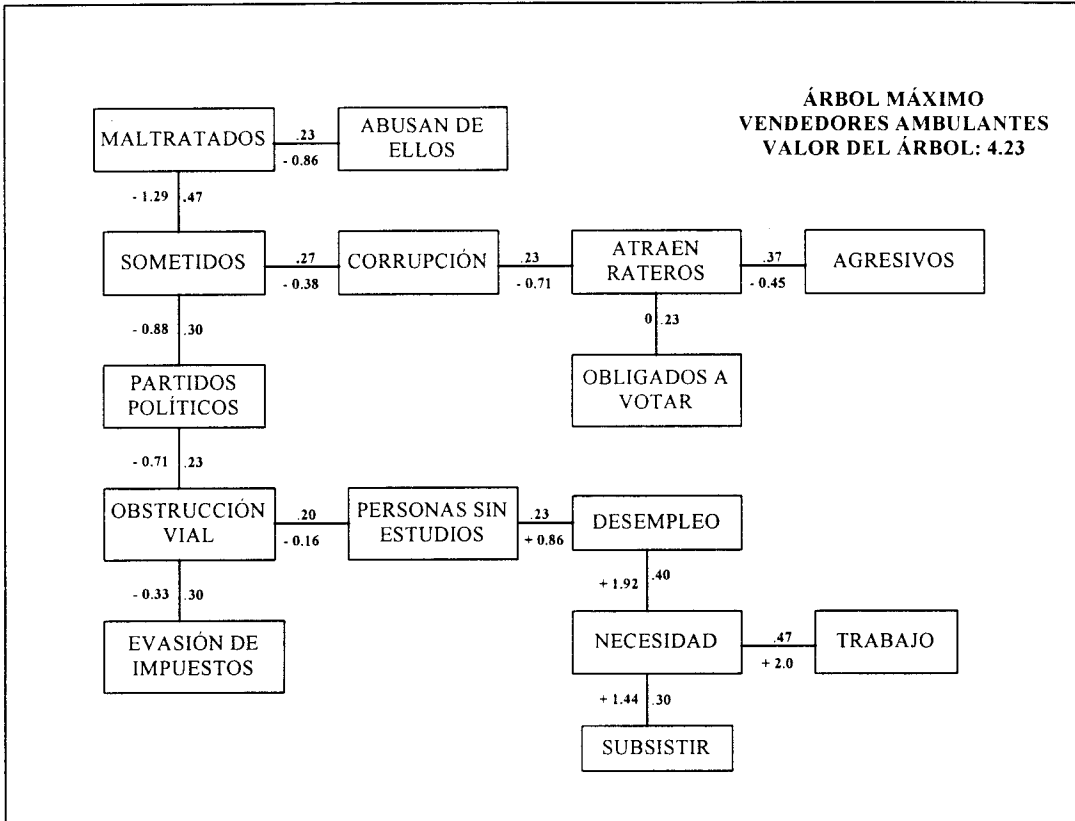 ÁRBOL MÁXIMO
VENDEDORES AMBULANTES
VALOR DEL ÁRBOL: 4.23
MALTRATADOS
.23
- 0.86
ABUSAN DE
ELLOS
- 1.29 .47
SOMETIDOS
.27
- 0.38
CORRUPCIÓN
.23
- 0.71
ATRAEN
RATEROS
.37
- 0.45
AGRESIVOS
- 0.88 .30
0 .23
PARTIDOS
POLÍTICOS
OBLIGADOS A
VOTAR
- 0.71 .23
OBSTRUCCIÓN
VIAL
.20
- 0.16
PERSONAS SIN
ESTUDIOS
.23
+ 0.86
DESEMPLEO
- 0.33 .30
+ 1.92 .40
EVASIÓN DE
IMPUESTOS
NECESIDAD
.47
+ 2.0
TRABAJO
+ 1.44 .30
SUBSISTIR